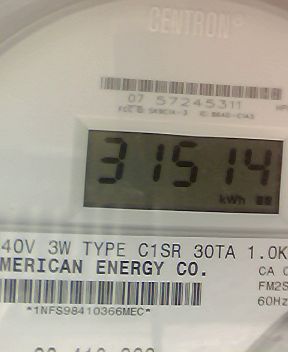 CENTRON®
07 57245311
31514
kWh
40V 3W TYPE C1SR 30TA 1.0K
MERICAN ENERGY CO.
CA 0
FM2S
60Hz
*1NFS98410366MEC*